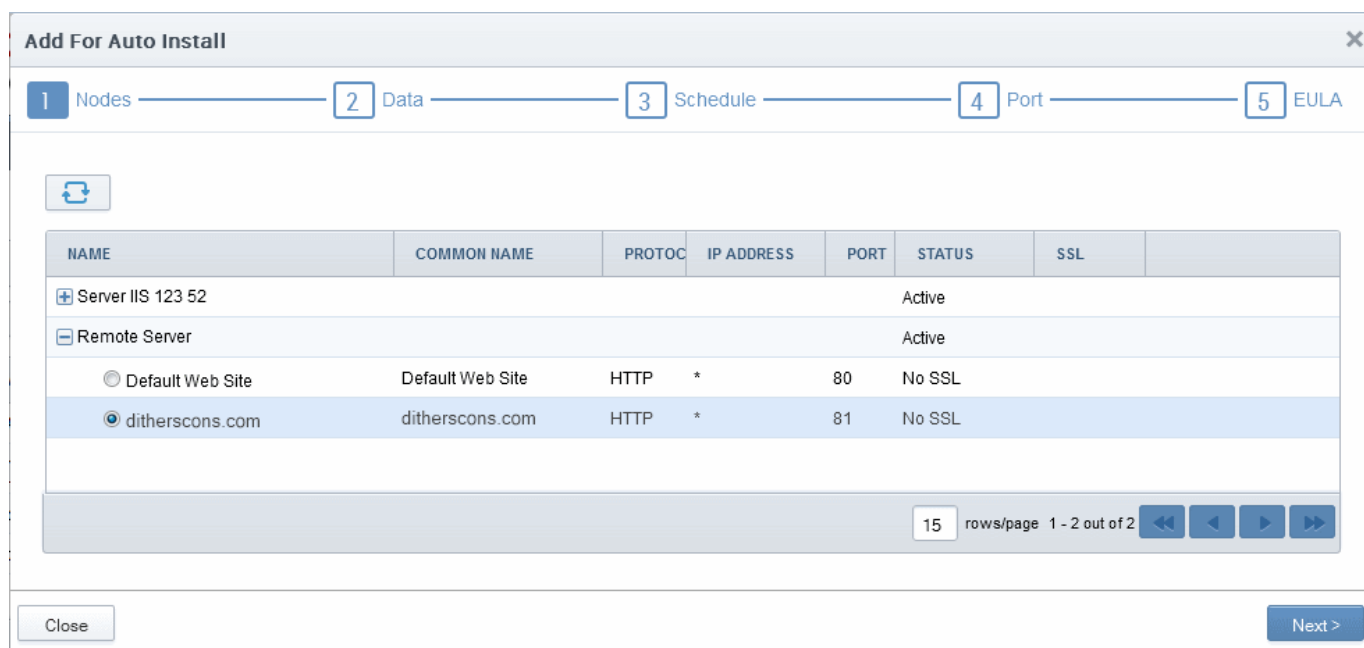 Add For Auto Install
1 Nodes 2 Data 3 Schedule 4 Port 5 EULA
NAME COMMON NAME PROTOC IP ADDRESS PORT STATUS SSL
Server IIS 123 52 Active
Remote Server Active
Default Web Site Default Web Site HTTP * 80 No SSL
ditherscons.com ditherscons.com HTTP * 81 No SSL
15 rows/page 1 - 2 out of 2
Close Next >